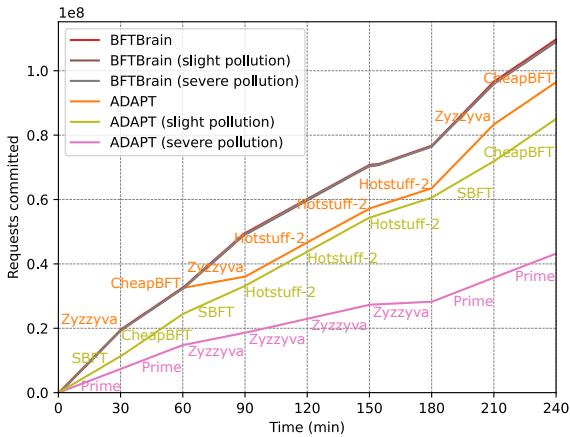 1e8
BFTBrain
BFTBrain (slight pollution)
BFTBrain (severe pollution)
ADAPT
ADAPT (slight pollution)
ADAPT (severe pollution)
Requests committed
1.0
0.8
0.6
0.4
0.2
0.0
Zyzzyva
CheapBFT
Zyzzyva
Hotstuff-2
Hotstuff-2
Hotstuff-2
Zyzzyva
CheapBFT
SBFT
CheapBFT
SBFT
Hotstuff-2
Hotstuff-2
Hotstuff-2
SBFT
CheapBFT
Prime
Prime
Zyzzyva
Zyzzyva
Zyzzyva
Zyzzyva
Prime
Prime
0 30 60 90 120 150 180 210 240
Time (min)